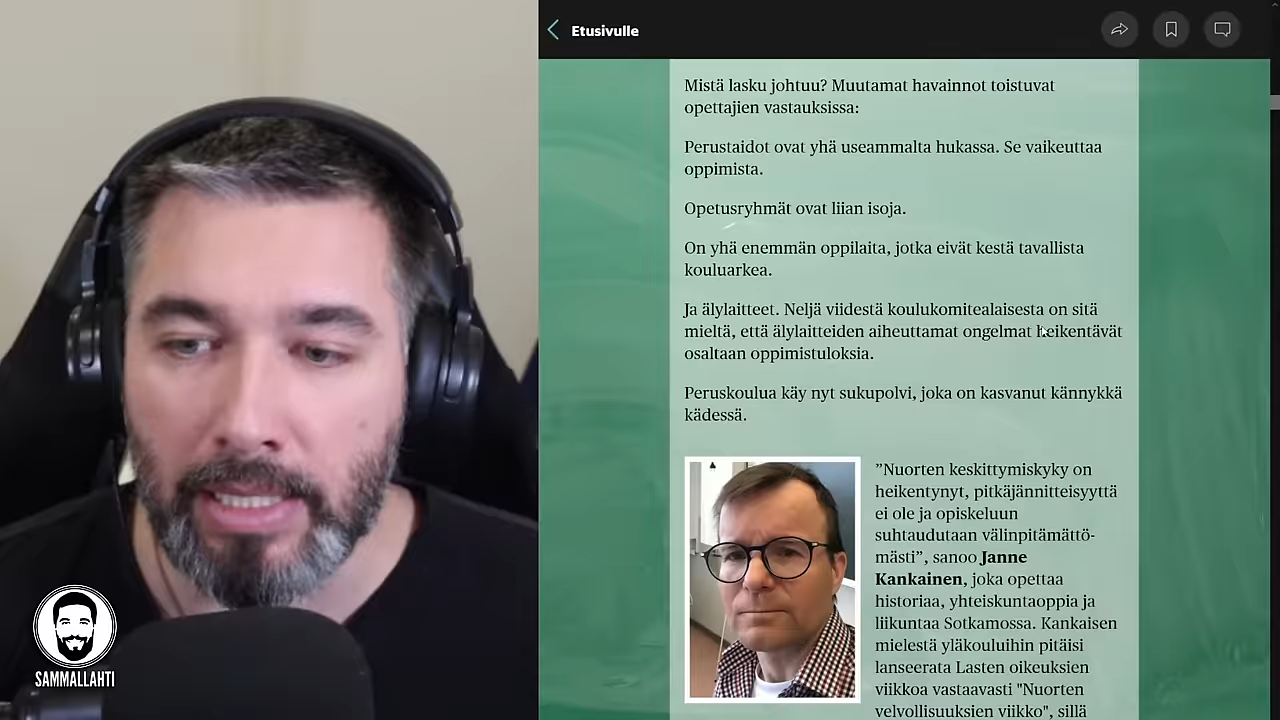 Etusivulle
Mistä lasku johtuu? Muutamat havainnot toistuvat
opettajien vastauksissa:
Perustaidot ovat yhä useammalta hukassa. Se vaikeuttaa
oppimista.
Opetusryhmät ovat liian isoja.
On yhä enemmän oppilaita, jotka eivät kestä tavallista
kouluarkea.
Ja älylaitteet. Neljä viidestä koulukomitealaisesta on sitä
mieltä, että älylaitteiden aiheuttamat ongelmat heikentävät
osaltaan oppimistuloksia.
Peruskoulua käy nyt sukupolvi, joka on kasvanut kännykkä
kädessä.
”Nuorten keskittymiskyky on
heikentynyt, pitkäjännitteisyyttä
ei ole ja opiskeluun
suhtaudutaan välinpitämättö-
mästi”, sanoo Janne
Kankainen, joka opettaa
historiaa, yhteiskuntaoppia ja
liikuntaa Sotkamossa. Kankaisen
mielestä yläkouluihin pitäisi
lanseerata Lasten oikeuksien
viikkoa vastaavasti "Nuorten
velvollisuuksien viikko", sillä
SAMMALLAHTI